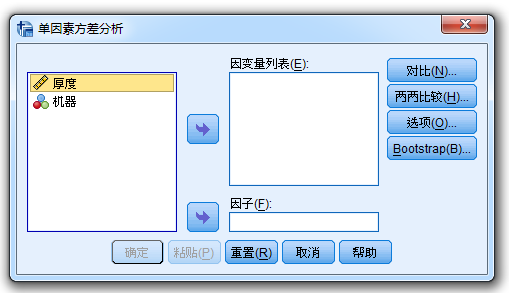 单因素方差分析
厚度
机器
因变量列表(E):
因子(F):
对比(N)...
两两比较(H)...
选项(O)...
Bootstrap(B)...
确定 粘贴(P) 重置(R) 取消 帮助